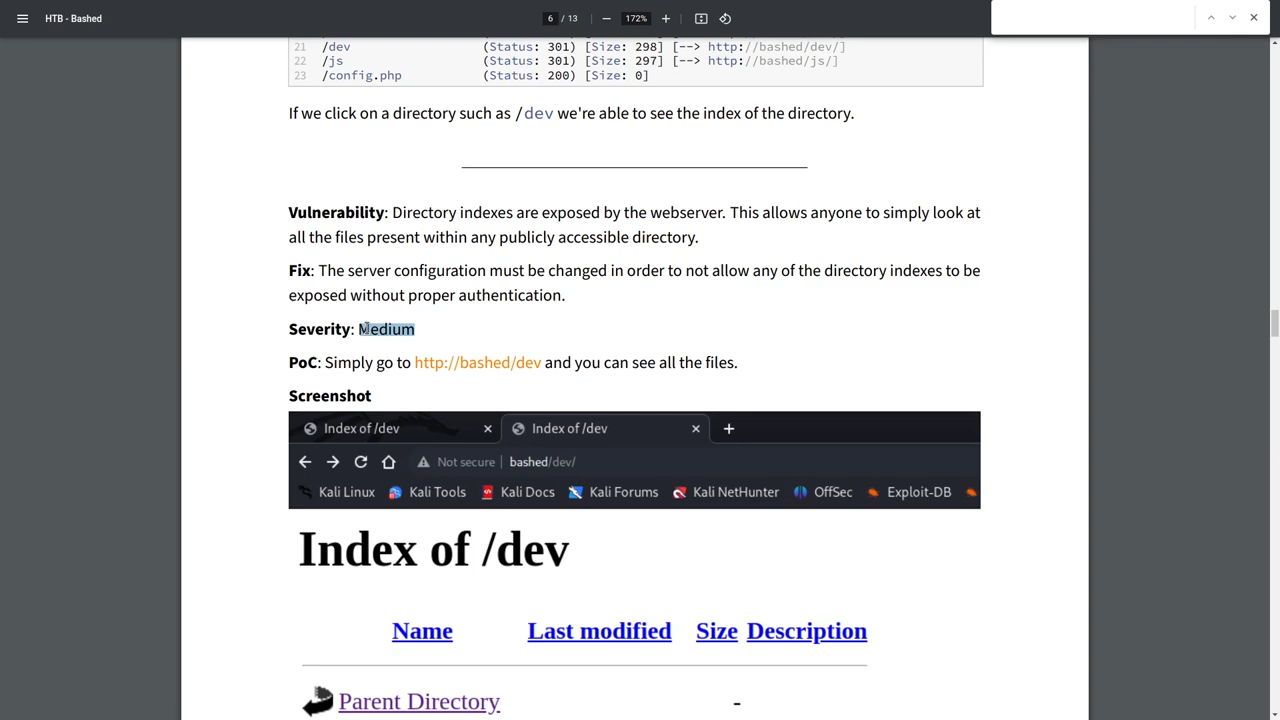 HTB - Bashed
6 / 13
172%
21 /dev (Status: 301) [Size: 298] [--> http://bashed/dev/]
22 /js (Status: 301) [Size: 297] [--> http://bashed/js/]
23 /config.php (Status: 200) [Size: 0]
If we click on a directory such as /dev we're able to see the index of the directory.
Vulnerability: Directory indexes are exposed by the webserver. This allows anyone to simply look at
all the files present within any publicly accessible directory.
Fix: The server configuration must be changed in order to not allow any of the directory indexes to be
exposed without proper authentication.
Severity: Medium
PoC: Simply go to http://bashed/dev and you can see all the files.
Screenshot
Index of /dev
Index of /dev
Not secure
bashed/dev/
Kali Linux Kali Tools Kali Docs Kali Forums Kali NetHunter OffSec Exploit-DB
Index of /dev
Name Last modified Size Description
Parent Directory -